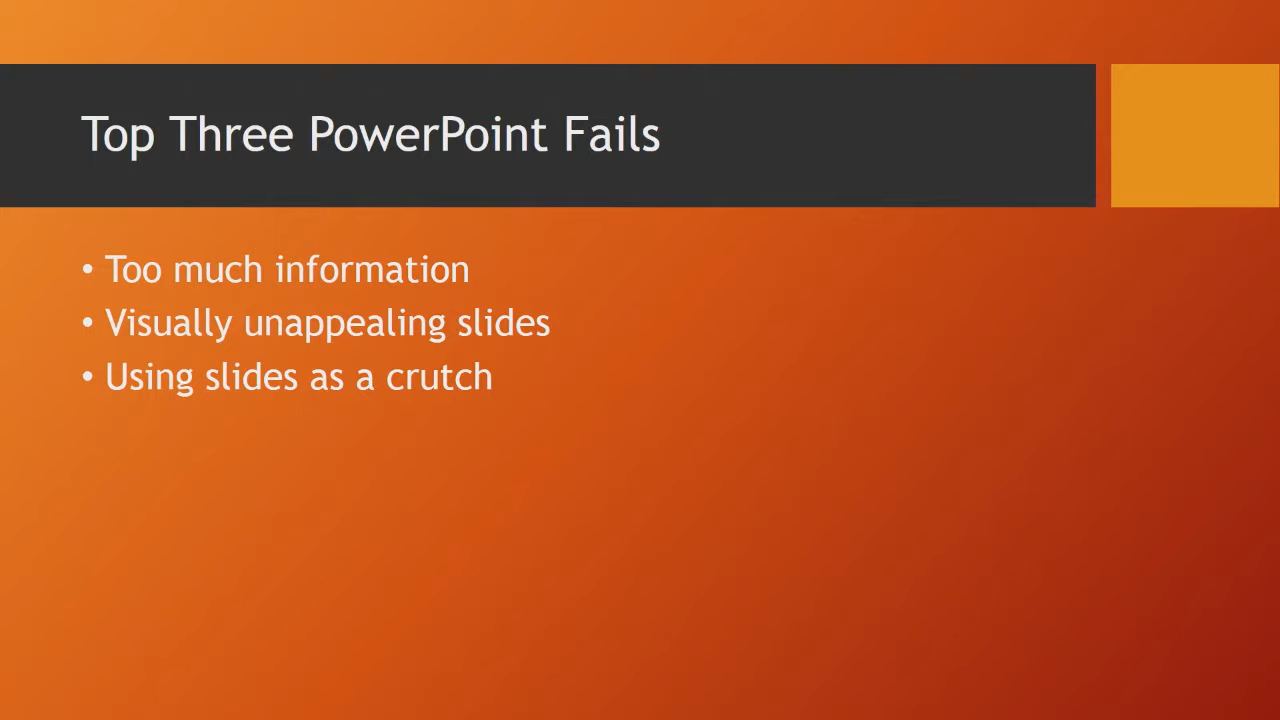 Top Three PowerPoint Fails
• Too much information
• Visually unappealing slides
• Using slides as a crutch